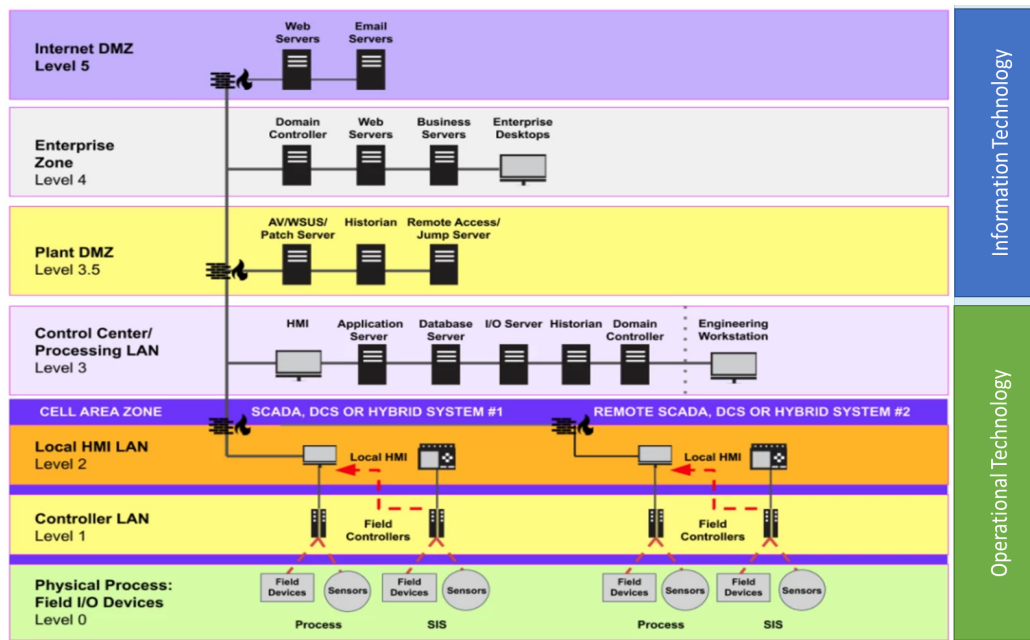 Internet DMZ
Level 5
Web
Servers
Email
Servers
Enterprise
Zone
Level 4
Domain
Controller
Web
Servers
Business
Servers
Enterprise
Desktops
Plant DMZ
Level 3.5
AV/WSUS/
Patch Server
Historian
Remote Access/
Jump Server
Information Technology
Control Center/
Processing LAN
Level 3
HMI
Application
Server
Database
Server
I/O Server
Historian
Domain
Controller
Engineering
Workstation
CELL AREA ZONE
SCADA, DCS OR HYBRID SYSTEM #1
REMOTE SCADA, DCS OR HYBRID SYSTEM #2
Local HMI LAN
Level 2
Local HMI
Local HMI
Controller LAN
Level 1
Field
Controllers
Field
Controllers
Physical Process:
Field I/O Devices
Level 0
Field
Devices
Sensors
Field
Devices
Sensors
Field
Devices
Sensors
Field
Devices
Sensors
Process
SIS
Process
SIS
Operational Technology